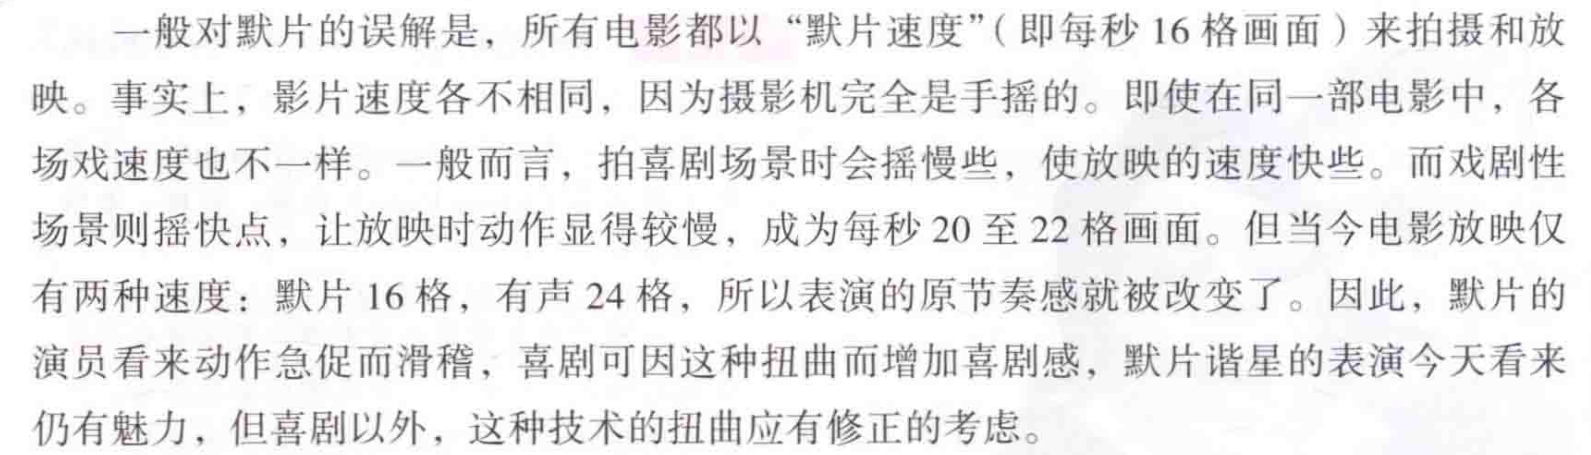 一般对默片的误解是，所有电影都以“默片速度”（即每秒 16 格画面）来拍摄和放
映。事实上，影片速度各不相同，因为摄影机完全是手摇的。即使在同一部电影中，各
场戏速度也不一样。一般而言，拍喜剧场景时会摇慢些，使放映的速度快些。而戏剧性
场景则摇快点，让放映时动作显得较慢，成为每秒 20 至 22 格画面。但当今电影放映仅
有两种速度：默片 16 格，有声 24 格，所以表演的原节奏感就被改变了。因此，默片的
演员看来动作急促而滑稽，喜剧可因这种扭曲而增加喜剧感，默片谐星的表演今天看来
仍有魅力，但喜剧以外，这种技术的扭曲应有修正的考虑。